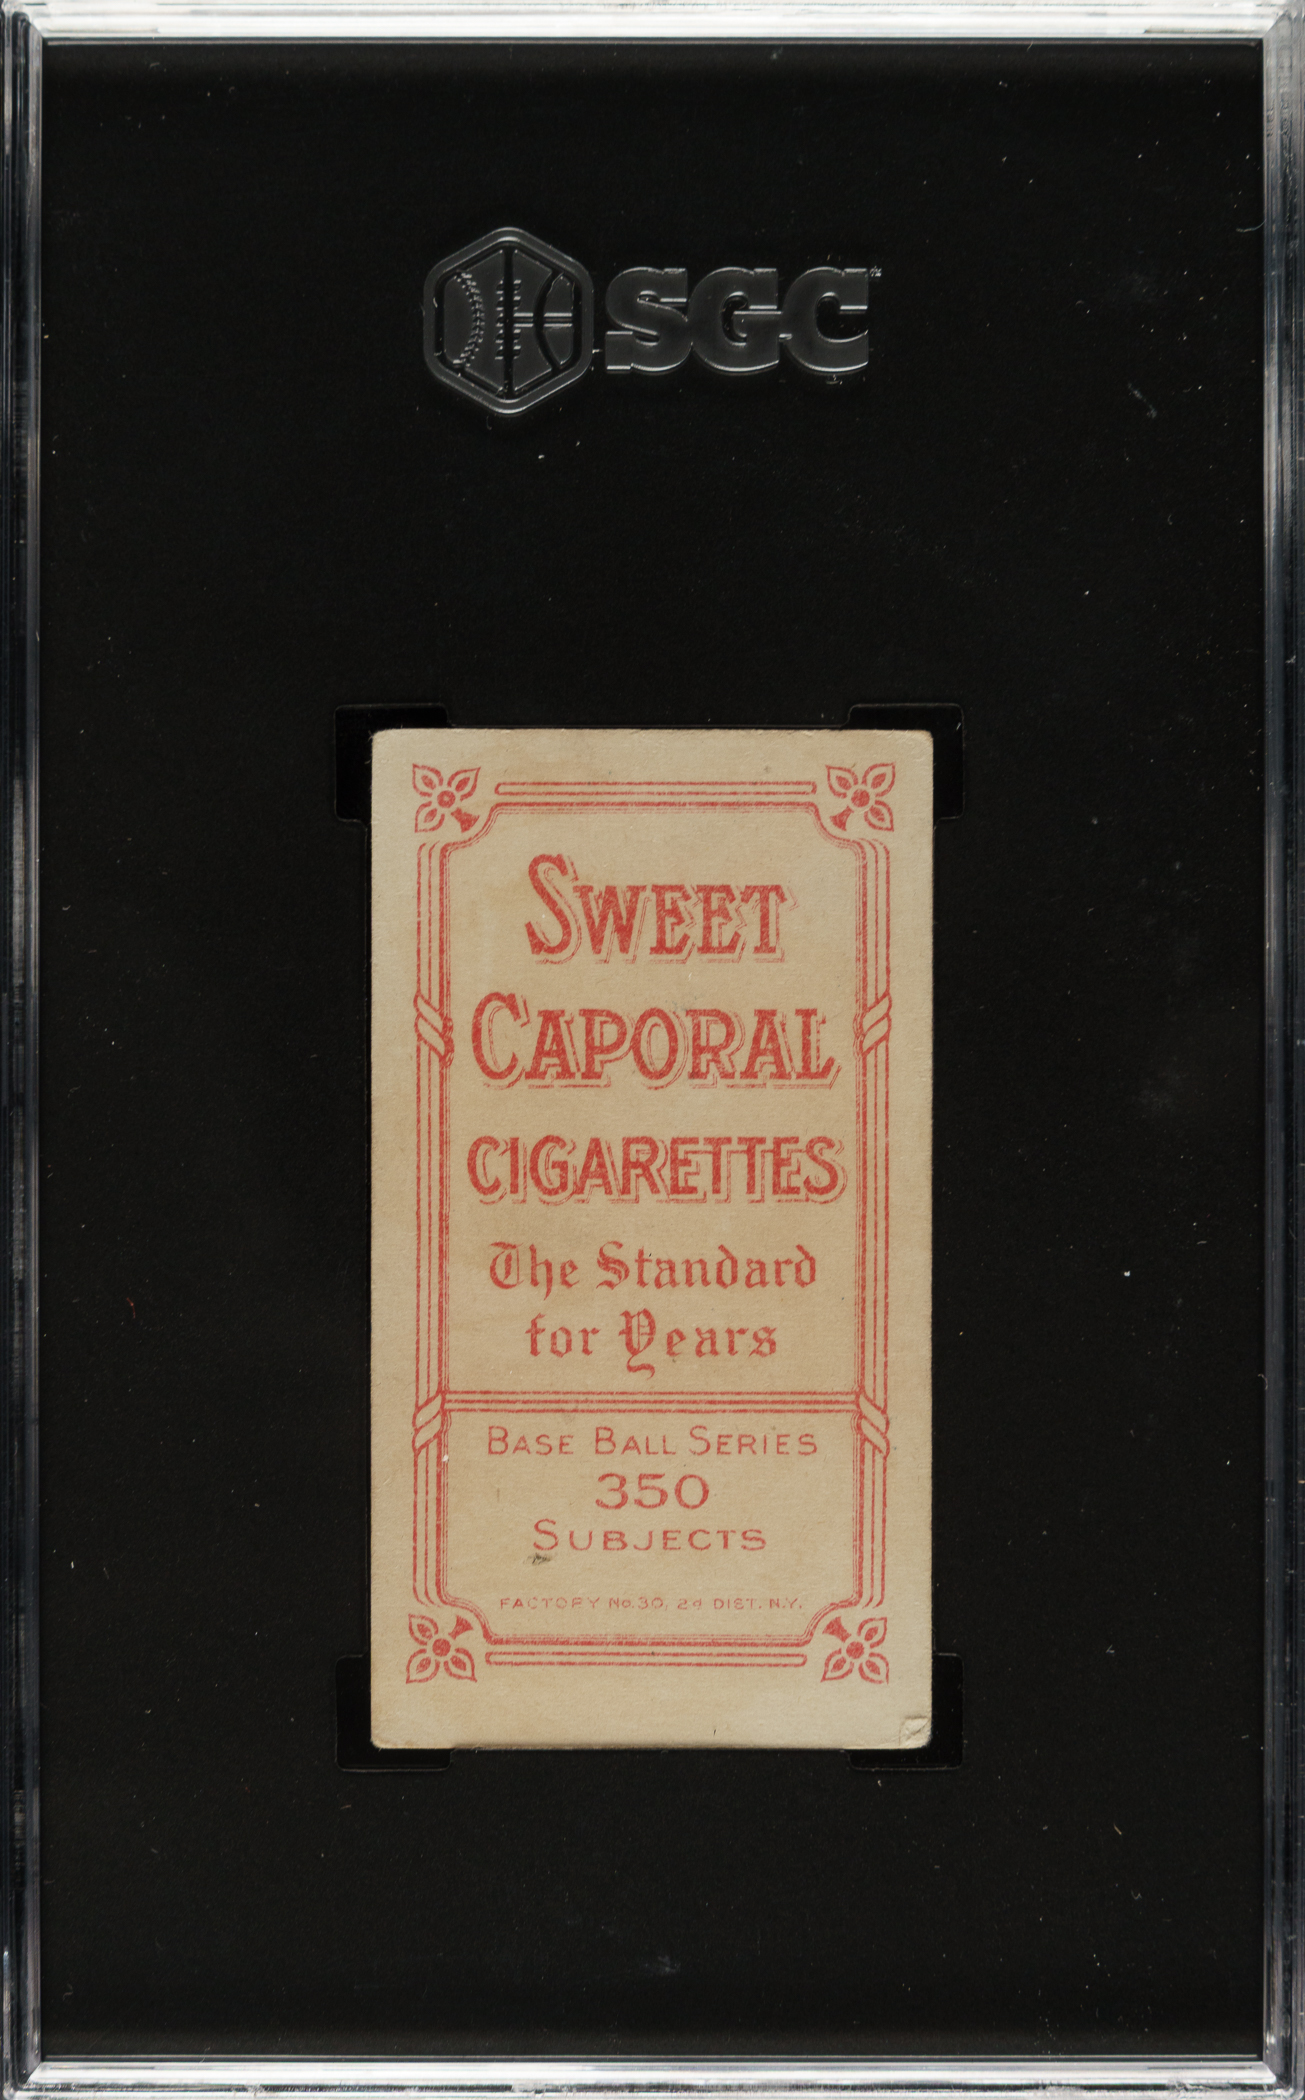 SGC
SWEET
CAPORAL
CIGARETTES
The Standard
for Years
BASE BALL SERIES
350
SUBJECTS
FACTORY No. 30, 2d DIST. N.Y.